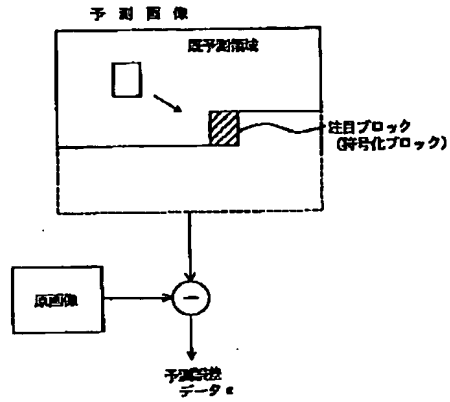 予測画像
既予測領域
注目ブロック
(符号化ブロック)
原画像
予測誤差
データe